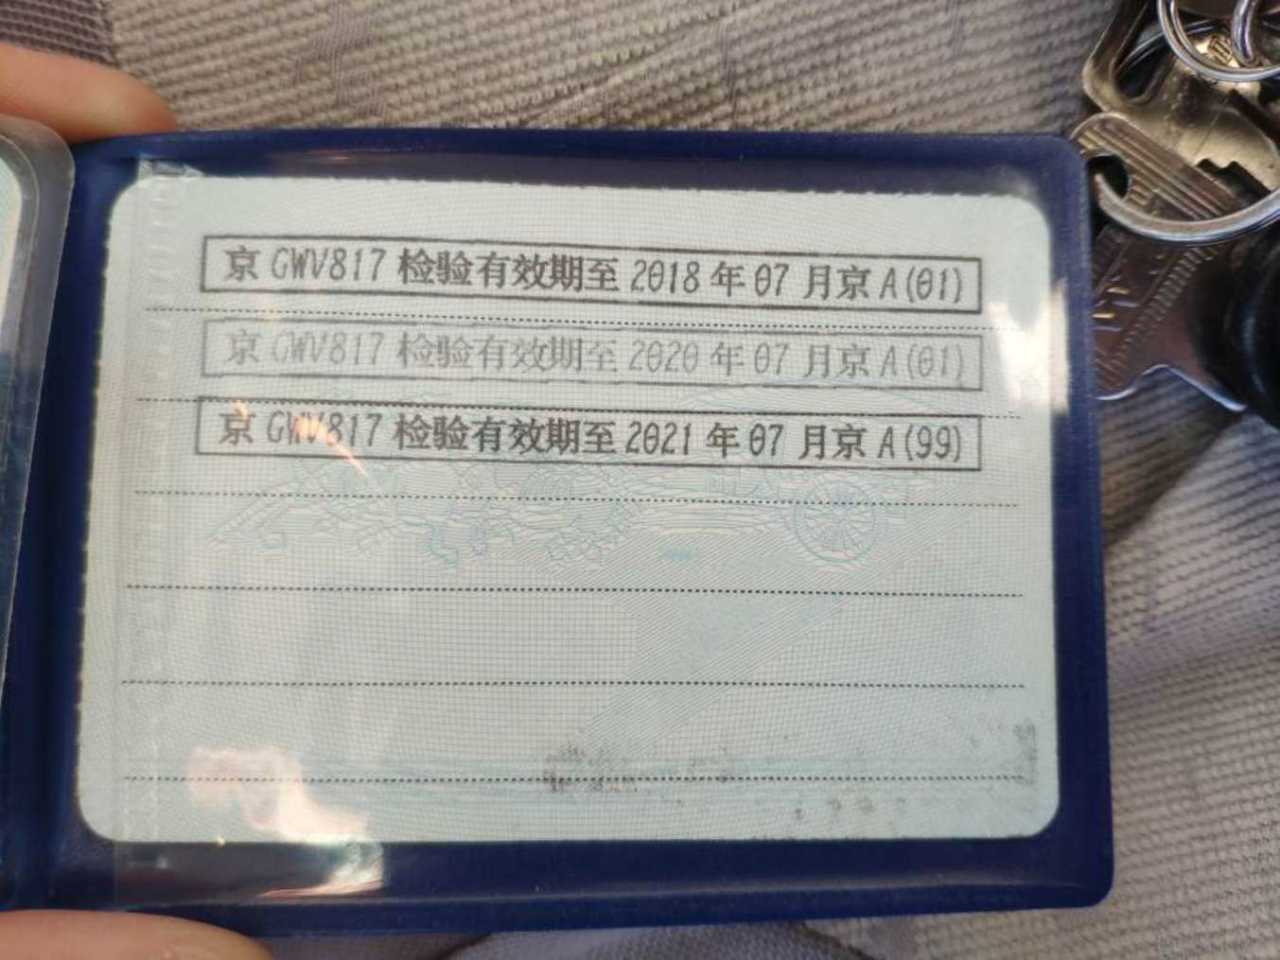 京 GWV817 检验有效期至 2018 年 07 月京 A(01)
京 GWV817 检验有效期至 2020 年 07 月京 A(01)
京 GWV817 检验有效期至 2021 年 07 月京 A(99)